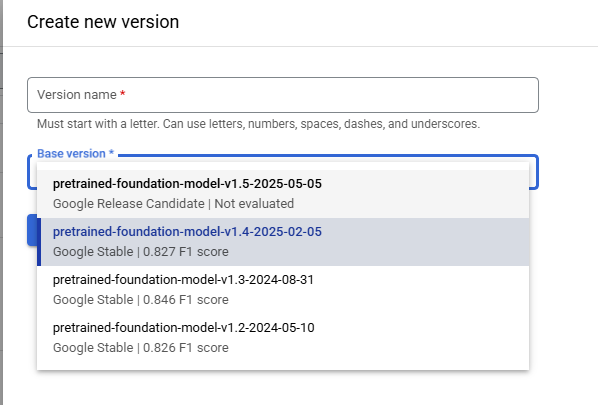 Create new version
Version name *
Must start with a letter. Can use letters, numbers, spaces, dashes, and underscores.
Base version *
pretrained-foundation-model-v1.5-2025-05-05
Google Release Candidate | Not evaluated
pretrained-foundation-model-v1.4-2025-02-05
Google Stable | 0.827 F1 score
pretrained-foundation-model-v1.3-2024-08-31
Google Stable | 0.846 F1 score
pretrained-foundation-model-v1.2-2024-05-10
Google Stable | 0.826 F1 score